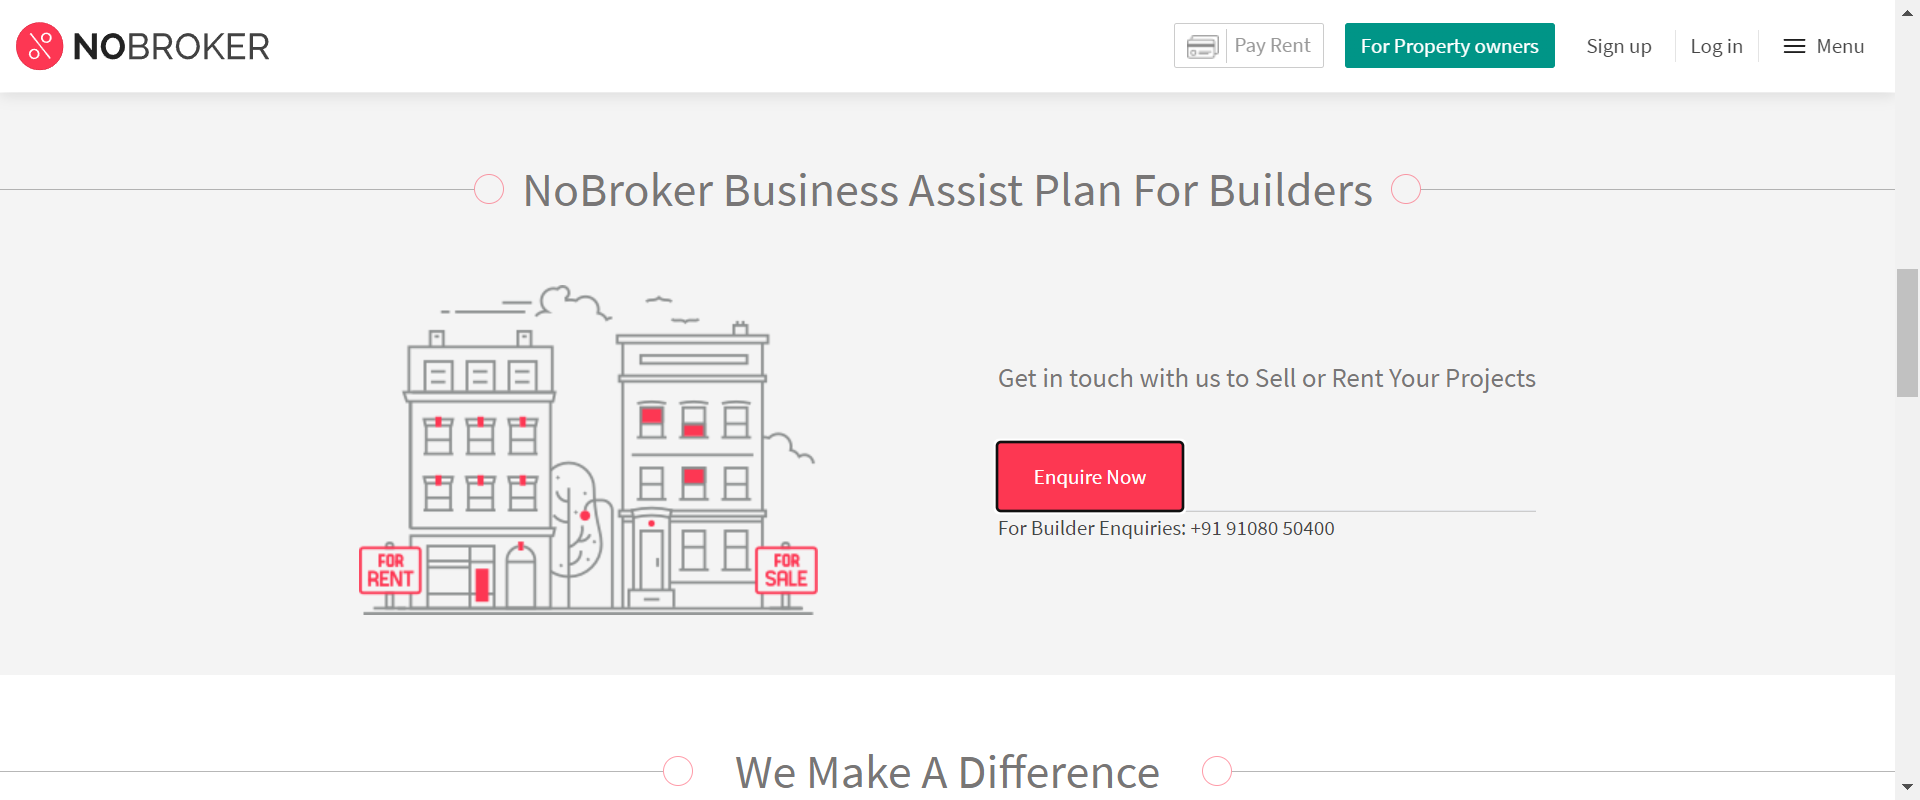 NOBROKER
Pay Rent
For Property owners
Sign up
Log in
Menu
NoBroker Business Assist Plan For Builders
Get in touch with us to Sell or Rent Your Projects
Enquire Now
For Builder Enquiries: +91 91080 50400
FOR
RENT
FOR
SALE
We Make A Difference